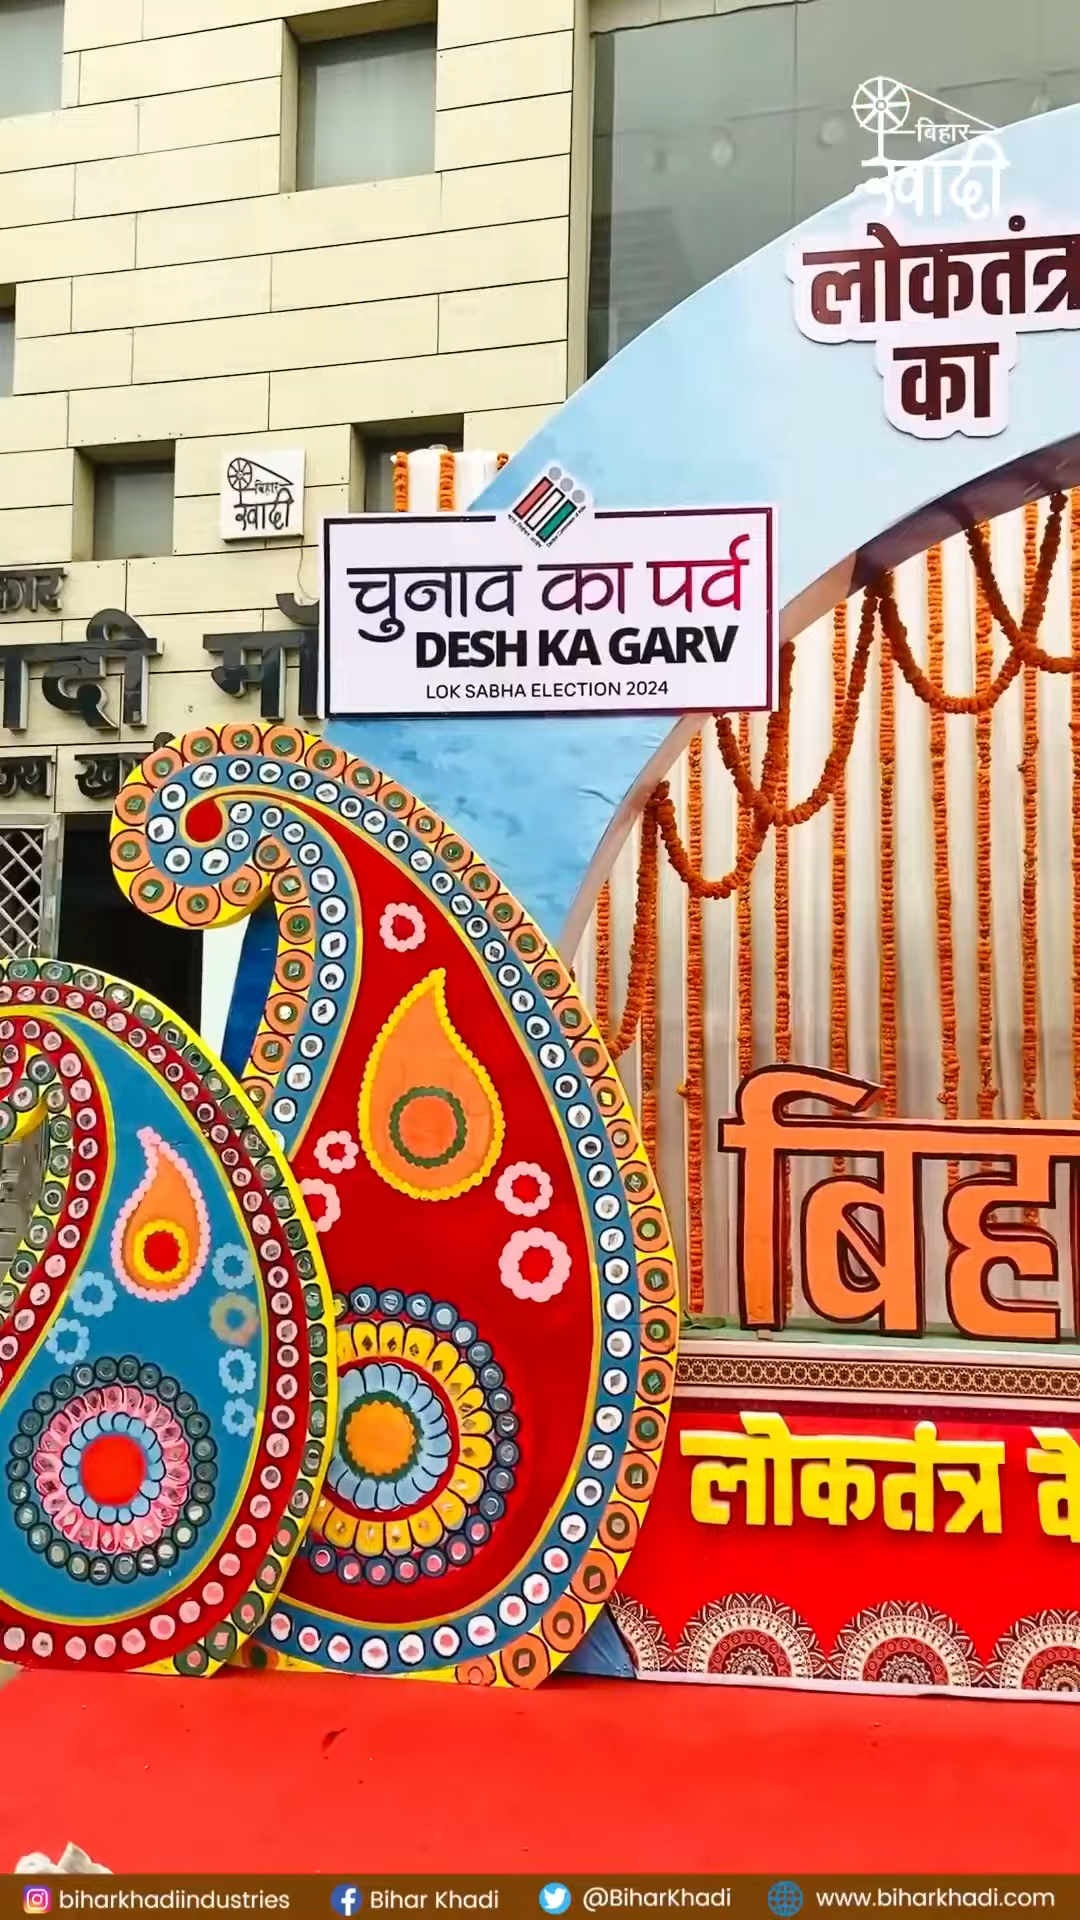 बिहार
खादी
लोकतंत्र
का
बिहार
खादी
चुनाव का पर्व
DESH KA GARV
LOK SABHA ELECTION 2024
बिहा
लोकतंत्र के
biharkhadiindustries
Bihar Khadi
@BiharKhadi
www.biharkhadi.com